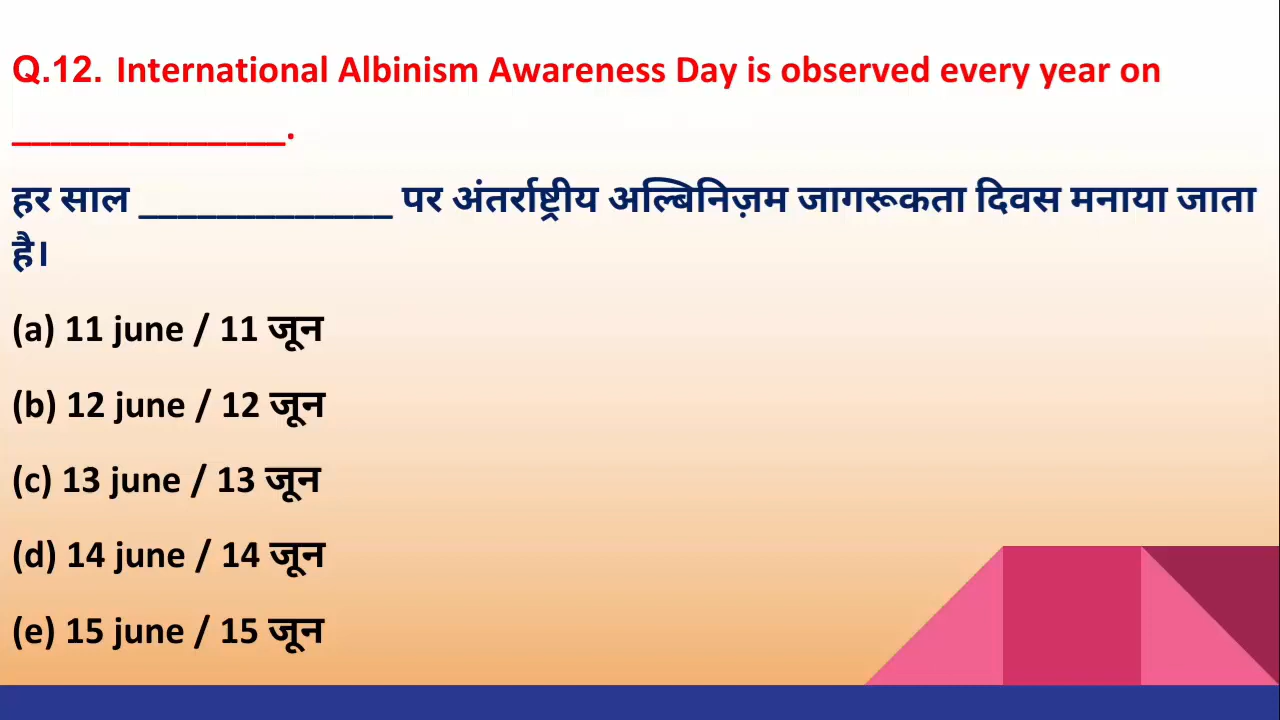 Q.12. International Albinism Awareness Day is observed every year on
______________.
हर साल _____________ पर अंतर्राष्ट्रीय अल्बिनिज़म जागरूकता दिवस मनाया जाता
है।
(a) 11 june / 11 जून
(b) 12 june / 12 जून
(c) 13 june / 13 जून
(d) 14 june / 14 जून
(e) 15 june / 15 जून